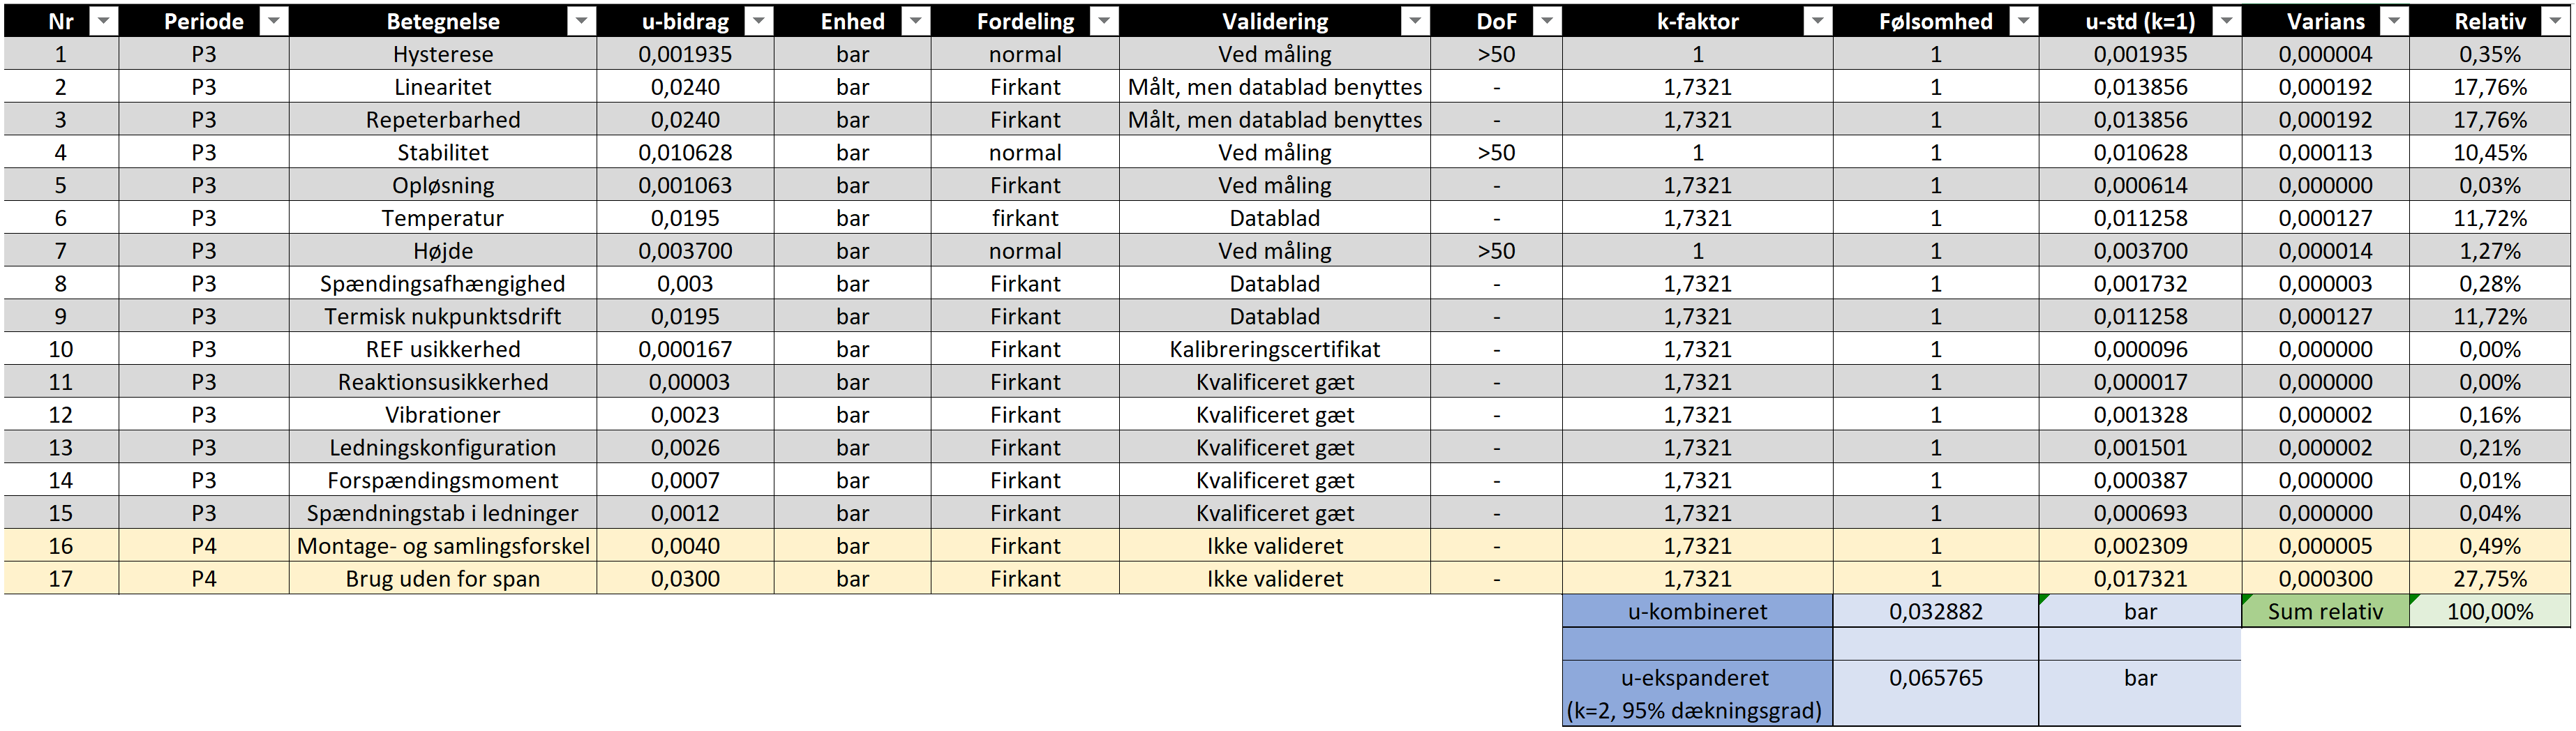 Nr Periode Betegnelse u-bidrag Enhed Fordeling Validering DoF k-faktor Følsomhed u-std (k=1) Varians Relativ
1 P3 Hysterese 0,001935 bar normal Ved måling >50 1 1 0,001935 0,000004 0,35%
2 P3 Linearitet 0,0240 bar Firkant Målt, men datablad benyttes - 1,7321 1 0,013856 0,000192 17,76%
3 P3 Repeterbarhed 0,0240 bar Firkant Målt, men datablad benyttes - 1,7321 1 0,013856 0,000192 17,76%
4 P3 Stabilitet 0,010628 bar normal Ved måling >50 1 1 0,010628 0,000113 10,45%
5 P3 Opløsning 0,001063 bar Firkant Ved måling - 1,7321 1 0,000614 0,000000 0,03%
6 P3 Temperatur 0,0195 bar firkant Datablad - 1,7321 1 0,011258 0,000127 11,72%
7 P3 Højde 0,003700 bar normal Ved måling >50 1 1 0,003700 0,000014 1,27%
8 P3 Spændingsafhængighed 0,003 bar Firkant Datablad - 1,7321 1 0,001732 0,000003 0,28%
9 P3 Termisk nukpunktsdrift 0,0195 bar Firkant Datablad - 1,7321 1 0,011258 0,000127 11,72%
10 P3 REF usikkerhed 0,000167 bar Firkant Kalibreringscertifikat - 1,7321 1 0,000096 0,000000 0,00%
11 P3 Reaktionsusikkerhed 0,00003 bar Firkant Kvalificeret gæt - 1,7321 1 0,000017 0,000000 0,00%
12 P3 Vibrationer 0,0023 bar Firkant Kvalificeret gæt - 1,7321 1 0,001328 0,000002 0,16%
13 P3 Ledningskonfiguration 0,0026 bar Firkant Kvalificeret gæt - 1,7321 1 0,001501 0,000002 0,21%
14 P3 Forspændingsmoment 0,0007 bar Firkant Kvalificeret gæt - 1,7321 1 0,000387 0,000000 0,01%
15 P3 Spændningstab i ledninger 0,0012 bar Firkant Kvalificeret gæt - 1,7321 1 0,000693 0,000000 0,04%
16 P4 Montage- og samlingsforskel 0,0040 bar Firkant Ikke valideret - 1,7321 1 0,002309 0,000005 0,49%
17 P4 Brug uden for span 0,0300 bar Firkant Ikke valideret - 1,7321 1 0,017321 0,000300 27,75%
u-kombineret 0,032882 bar Sum relativ 100,00%
u-ekspanderet 0,065765 bar
(k=2, 95% dækningsgrad)